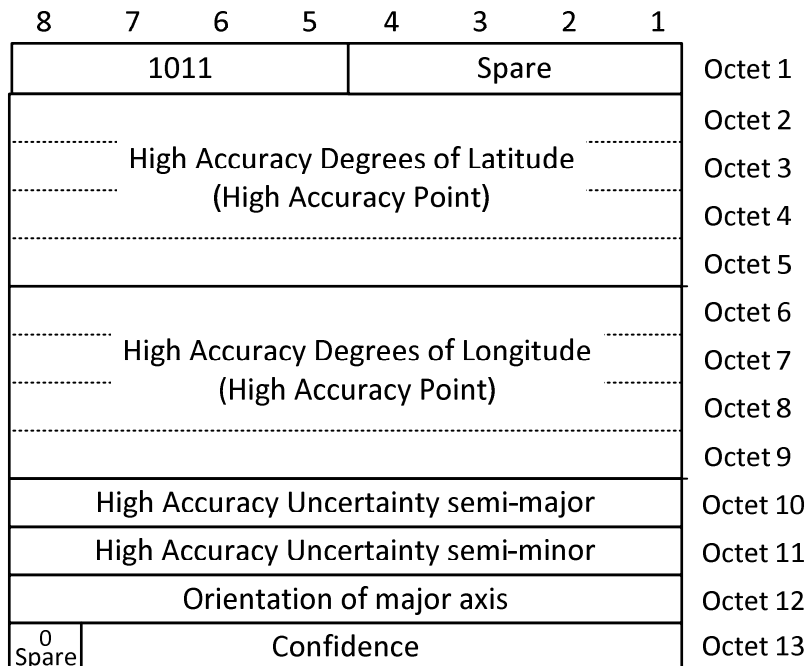 8 7 6 5 4 3 2 1
1011 Spare Octet 1
Octet 2
High Accuracy Degrees of Latitude Octet 3
(High Accuracy Point) Octet 4
Octet 5
Octet 6
High Accuracy Degrees of Longitude Octet 7
(High Accuracy Point) Octet 8
Octet 9
High Accuracy Uncertainty semi-major Octet 10
High Accuracy Uncertainty semi-minor Octet 11
Orientation of major axis Octet 12
0 Spare Confidence Octet 13